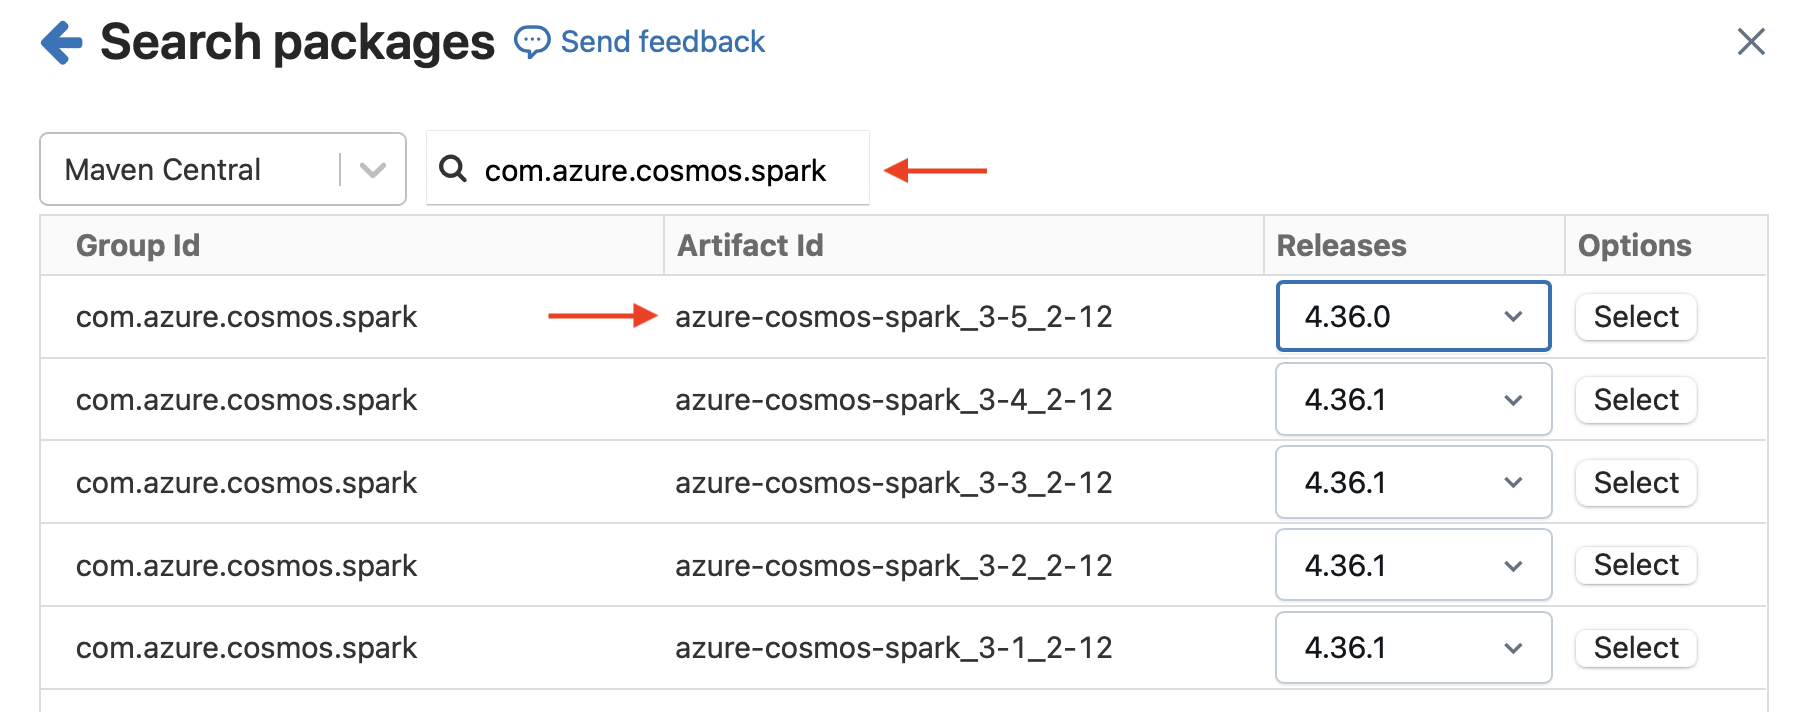 Search packages Send feedback
Maven Central com.azure.cosmos.spark
Group Id Artifact Id Releases Options
com.azure.cosmos.spark azure-cosmos-spark_3-5_2-12 4.36.0 Select
com.azure.cosmos.spark azure-cosmos-spark_3-4_2-12 4.36.1 Select
com.azure.cosmos.spark azure-cosmos-spark_3-3_2-12 4.36.1 Select
com.azure.cosmos.spark azure-cosmos-spark_3-2_2-12 4.36.1 Select
com.azure.cosmos.spark azure-cosmos-spark_3-1_2-12 4.36.1 Select